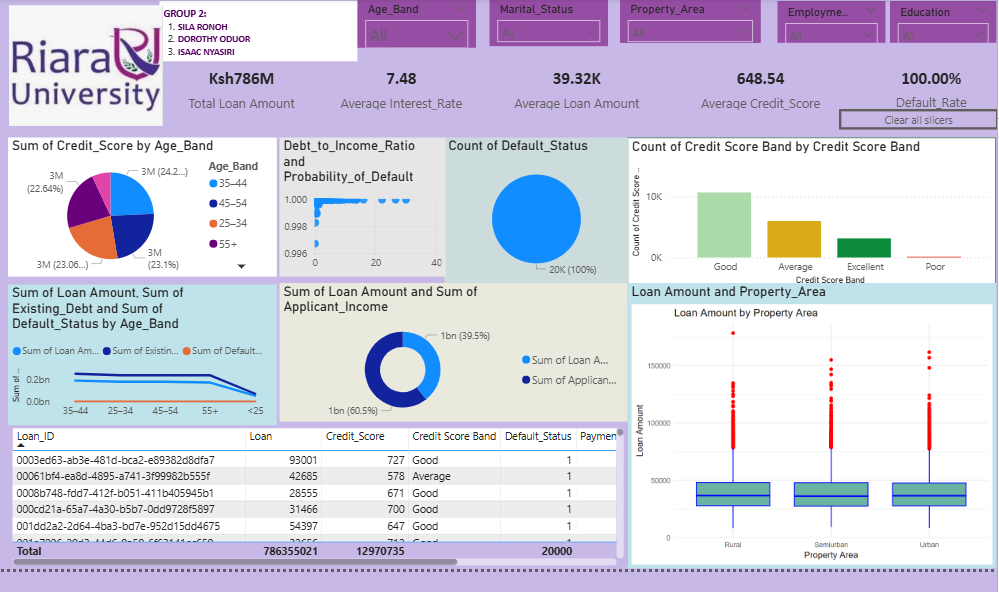 Riara
University
GROUP 2:
1. SILA RONOH
2. DOROTHY ODUOR
3. ISAAC NYASIRI
Age_Band
All
Marital_Status
All
Property_Area
All
Employme...
All
Education
All
Ksh786M
Total Loan Amount
7.48
Average Interest_Rate
39.32K
Average Loan Amount
648.54
Average Credit_Score
100.00%
Default_Rate
Clear all slicers
Sum of Credit_Score by Age_Band
3M (24.2...)
3M
(22.64%)
3M (23.06...)
3M
(23.1%)
Age_Band
35–44
45–54
25–34
55+
Debt_to_Income_Ratio
and
Probability_of_Default
1.000
0.998
0.996
0
20
40
Count of Default_Status
20K (100%)
Count of Credit Score Band by Credit Score Band
Count of Credit Score ...
10K
0K
Good
Average
Excellent
Poor
Credit Score Band
Sum of Loan Amount, Sum of
Existing_Debt and Sum of
Default_Status by Age_Band
Sum of Loan Am...
Sum of Existin...
Sum of Default...
Sum of ...
0.2bn
0.0bn
35–44
25–34
45–54
55+
<25
Sum of Loan Amount and Sum of
Applicant_Income
1bn (39.5%)
1bn (60.5%)
Sum of Loan A...
Sum of Applican...
Loan Amount and Property_Area
Loan Amount by Property Area
Loan Amount
150000
100000
50000
0
Rural
Semiurban
Urban
Property Area
Loan_ID Loan Credit_Score Credit Score Band Default_Status Paymen
0003ed63-ab3e-481d-bca2-e89382d8dfa7 93001 727 Good 1
00061bf4-ea8d-4895-a741-3f99982b555f 42685 578 Average 1
0008b748-fdd7-412f-b051-411b405945b1 28555 671 Good 1
000cd21a-65a7-4a30-b5b7-0dd9728f5897 31466 700 Good 1
001dd2a2-2d64-4ba3-bd7e-952d15dd4675 54397 647 Good 1
Total 786355021 12970735 20000